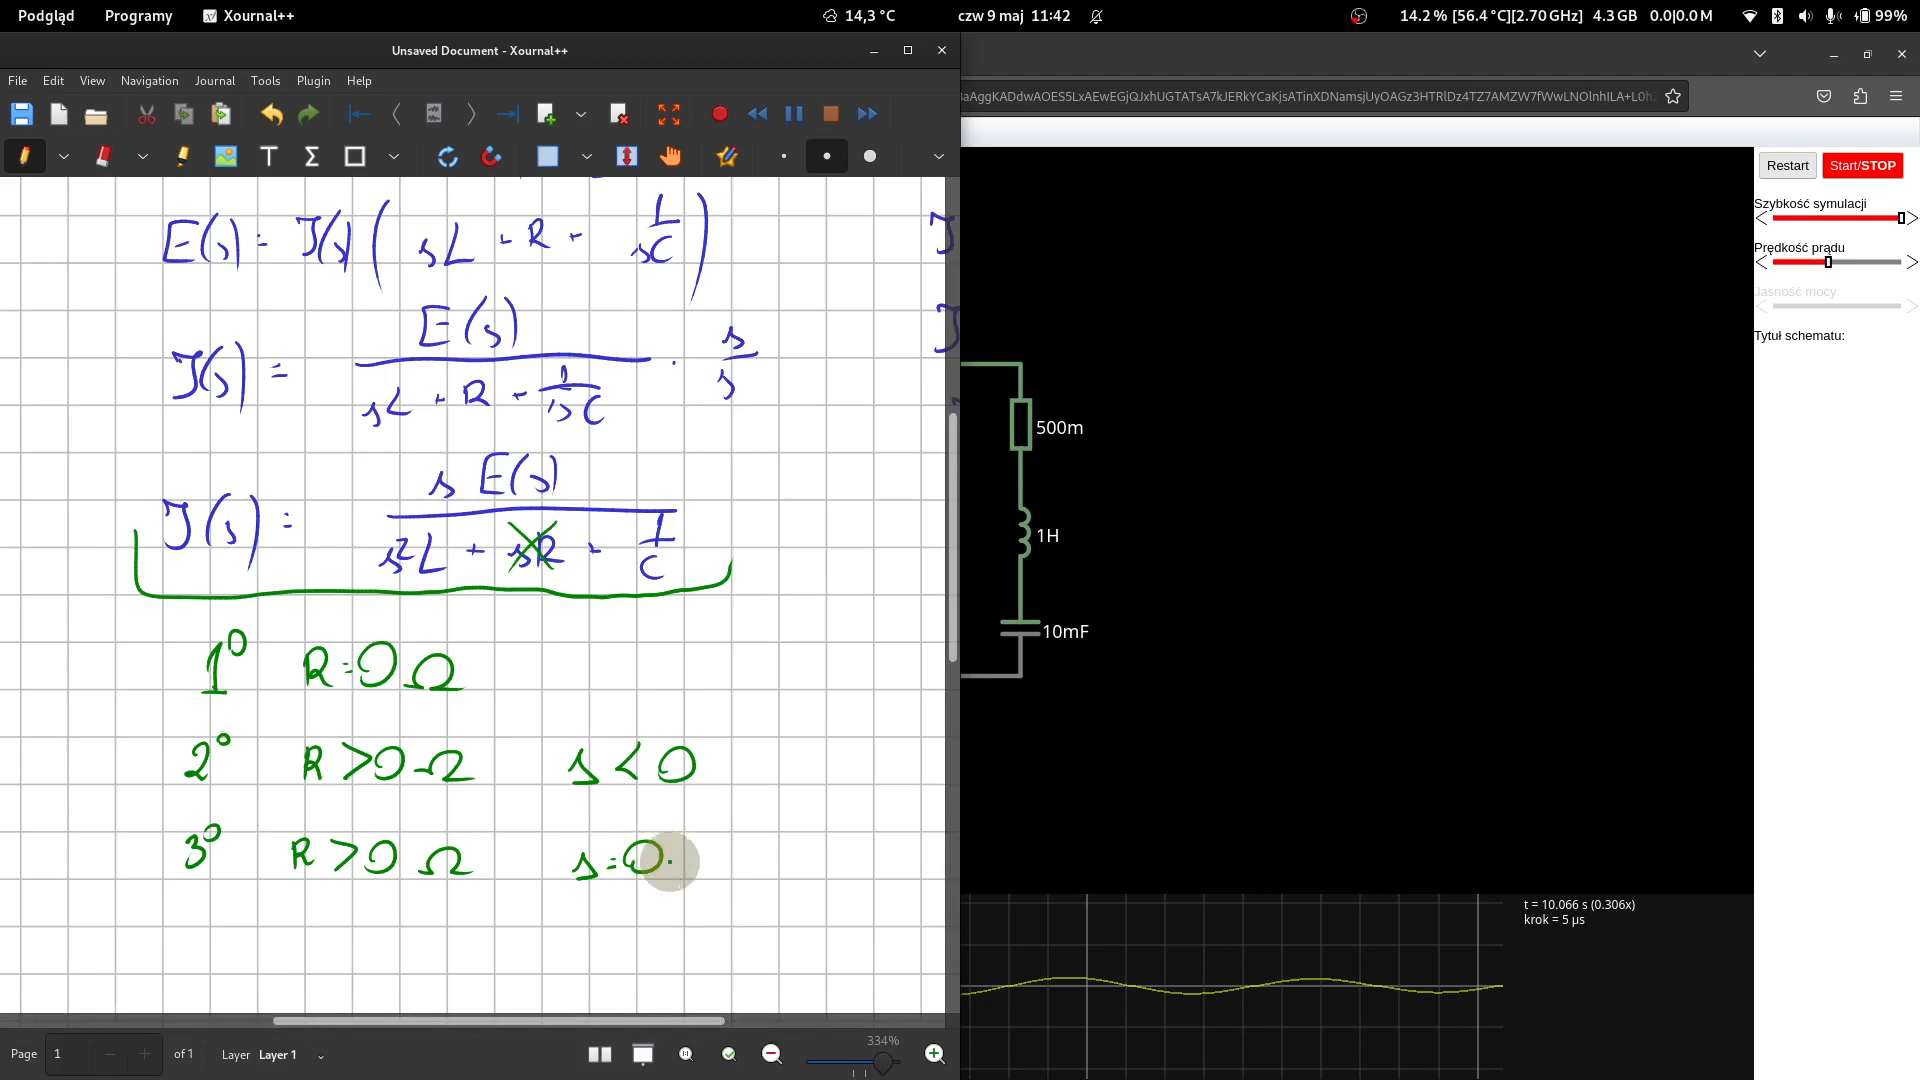 Podgląd Programy Xournal++ 14,3 °C czw 9 maj 11:42 14.2 % [56.4 °C][2.70 GHz] 4.3 GB 0.0|0.0 M 99%
Unsaved Document - Xournal++
File Edit View Navigation Journal Tools Plugin Help
E(s) = I(s) ( sL + R + 1/sC )
I(s) = E(s) / (sL + R + 1/sC) · s/s
I(s) = s E(s) / (s²L + sR + 1/C)
1° R = 0 Ω
2° R > 0 Ω s < 0
3° R > 0 Ω s = 0.
Page 1 of 1 Layer Layer 1 334%
Restart Start/STOP
Szybkość symulacji
Prędkość prądu
Jasność mocy
Tytuł schematu:
500m
1H
10mF
t = 10.066 s (0.306x)
krok = 5 µs